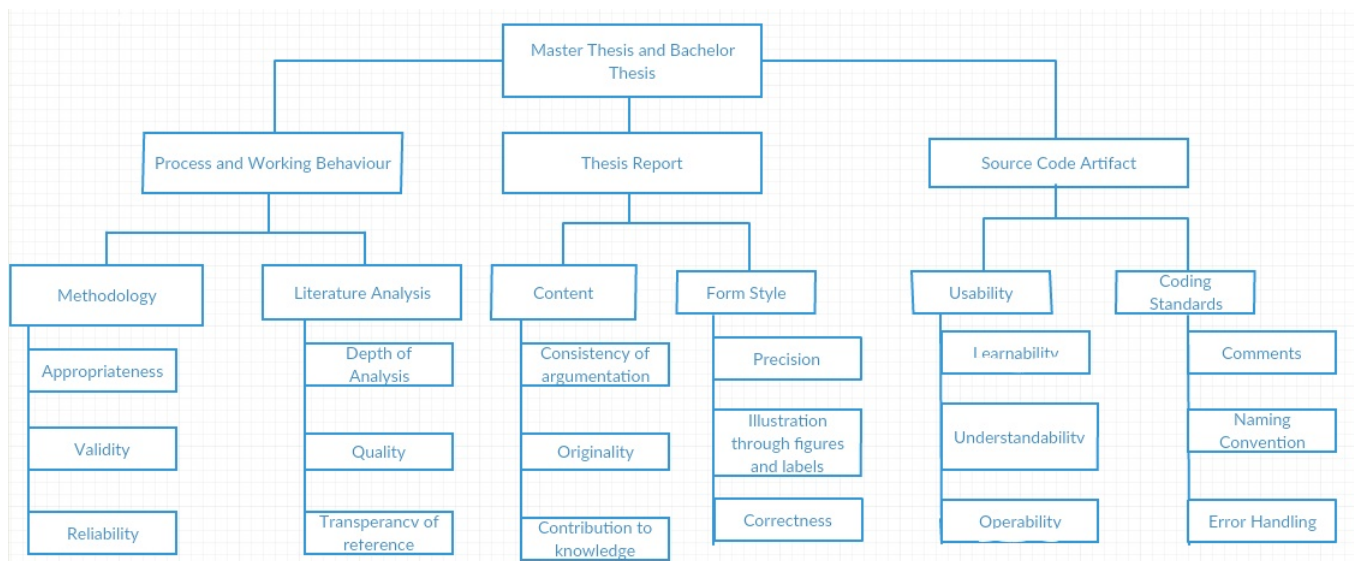 Master Thesis and Bachelor
Thesis
Process and Working Behaviour
Thesis Report
Source Code Artifact
Methodology
Literature Analysis
Content
Form Style
Usability
Coding
Standards
Appropriateness
Validity
Reliability
Depth of
Analysis
Quality
Transperancy of
reference
Consistency of
argumentation
Originality
Contribution to
knowledge
Precision
Illustration
through figures
and labels
Correctness
Learnability
Understandability
Operability
Comments
Naming
Convention
Error Handling